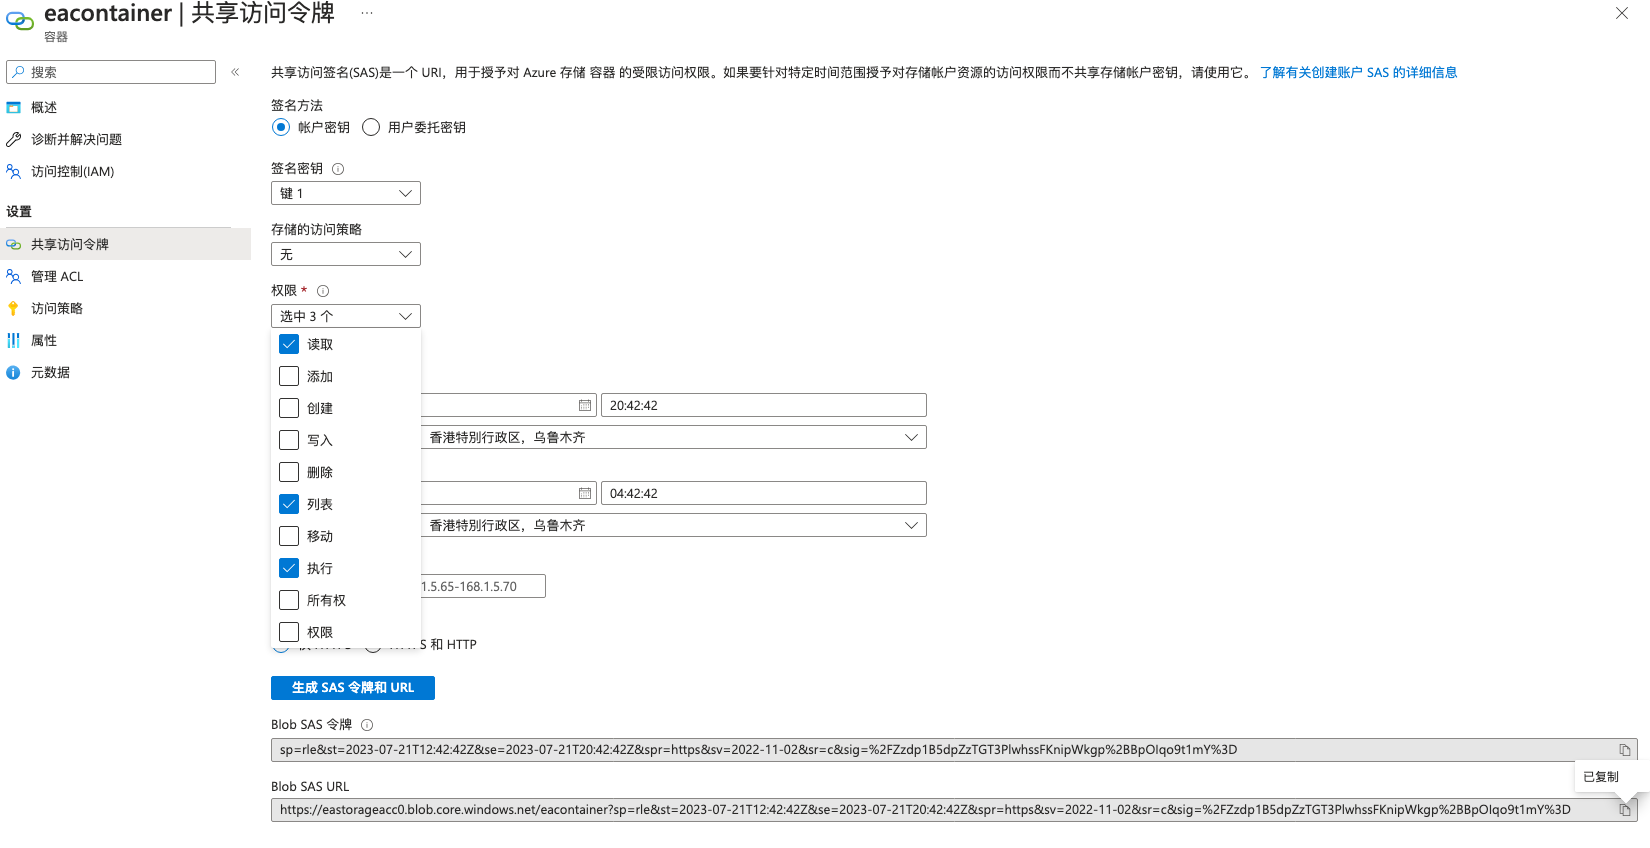 eacontainer | 共享访问令牌 ...
容器
搜索
«
概述
诊断并解决问题
访问控制(IAM)
设置
共享访问令牌
管理 ACL
访问策略
属性
元数据
共享访问签名(SAS)是一个 URI，用于授予对 Azure 存储 容器 的受限访问权限。如果要针对特定时间范围授予对存储帐户资源的访问权限而不共享存储帐户密钥，请使用它。 了解有关创建账户 SAS 的详细信息
签名方法
帐户密钥 用户委托密钥
签名密钥
键 1
存储的访问策略
无
权限 *
选中 3 个
读取
添加
创建
写入
删除
列表
移动
执行
所有权
权限
20:42:42
香港特别行政区，乌鲁木齐
04:42:42
香港特别行政区，乌鲁木齐
1.5.65-168.1.5.70
S 和 HTTP
生成 SAS 令牌和 URL
Blob SAS 令牌
sp=rle&st=2023-07-21T12:42:42Z&se=2023-07-21T20:42:42Z&spr=https&sv=2022-11-02&sr=c&sig=%2FZzdp1B5dpZzTGT3PlwhssFKnipWkgp%2BBpOIqo9t1mY%3D
已复制
Blob SAS URL
https://eastorageacc0.blob.core.windows.net/eacontainer?sp=rle&st=2023-07-21T12:42:42Z&se=2023-07-21T20:42:42Z&spr=https&sv=2022-11-02&sr=c&sig=%2FZzdp1B5dpZzTGT3PlwhssFKnipWkgp%2BBpOIqo9t1mY%3D